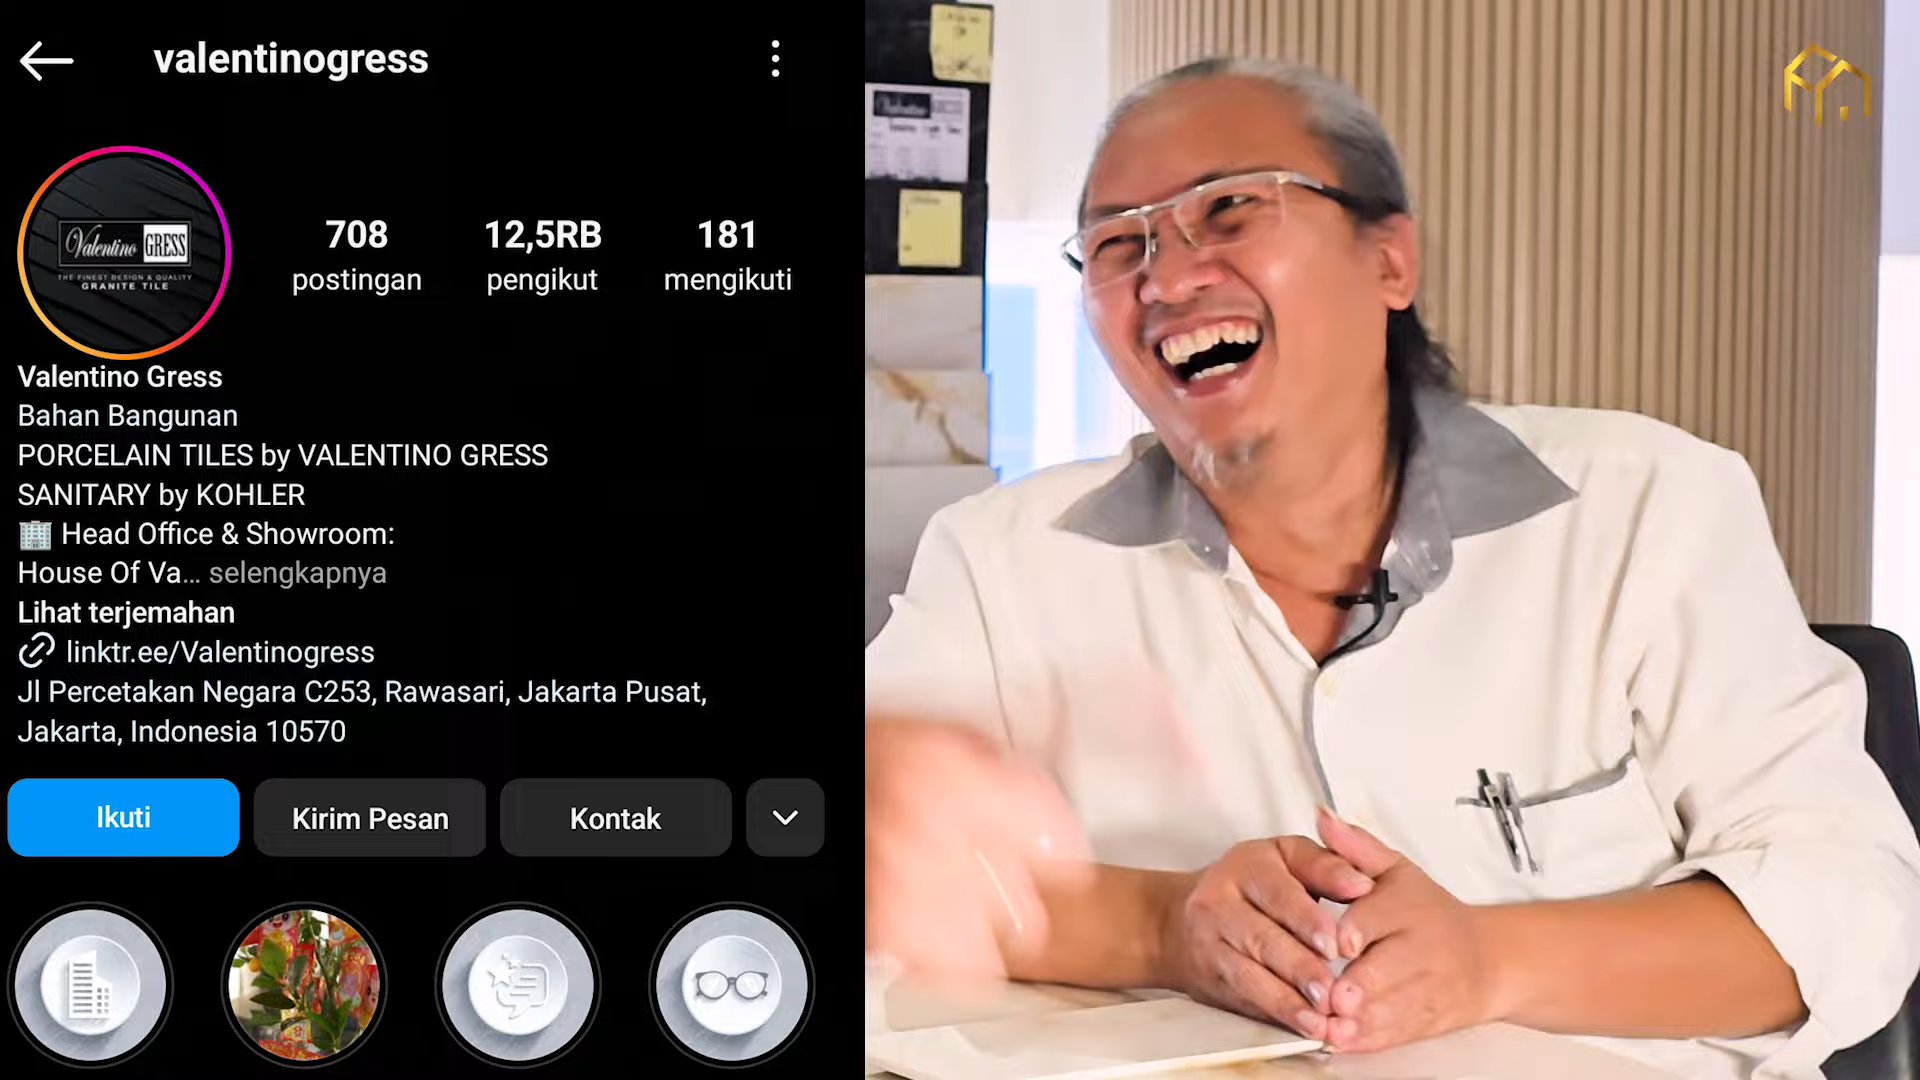 valentinogress
Valentino GRESS
THE FINEST DESIGN & QUALITY
GRANITE TILE
708
postingan
12,5RB
pengikut
181
mengikuti
Valentino Gress
Bahan Bangunan
PORCELAIN TILES by VALENTINO GRESS
SANITARY by KOHLER
Head Office & Showroom:
House Of Va... selengkapnya
Lihat terjemahan
linktr.ee/Valentinogress
Jl Percetakan Negara C253, Rawasari, Jakarta Pusat,
Jakarta, Indonesia 10570
Ikuti
Kirim Pesan
Kontak
Valentino GRESS